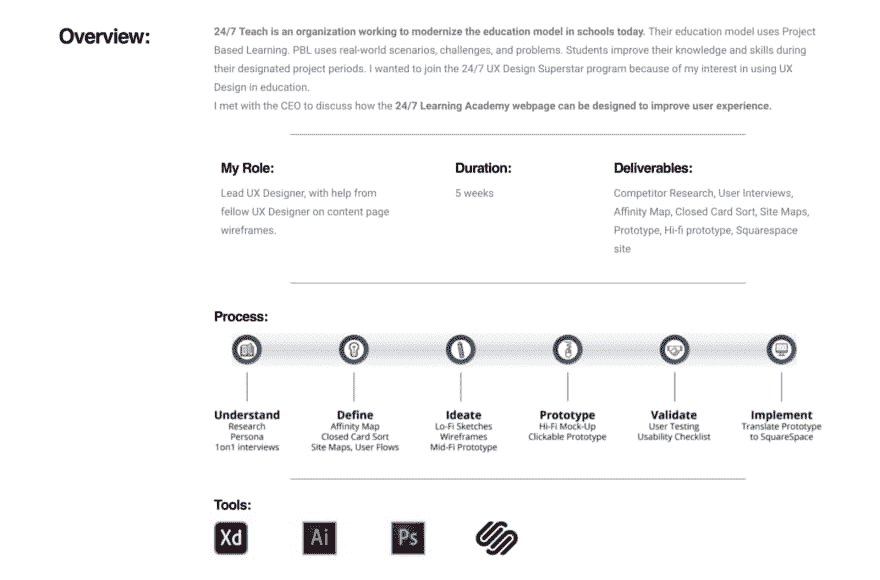 Overview:
24/7 Teach is an organization working to modernize the education model in schools today. Their education model uses Project
Based Learning. PBL uses real-world scenarios, challenges, and problems. Students improve their knowledge and skills during
their designated project periods. I wanted to join the 24/7 UX Design Superstar program because of my interest in using UX
Design in education.
I met with the CEO to discuss how the 24/7 Learning Academy webpage can be designed to improve user experience.
My Role:
Lead UX Designer, with help from
fellow UX Designer on content page
wireframes.
Duration:
5 weeks
Deliverables:
Competitor Research, User Interviews,
Affinity Map, Closed Card Sort, Site Maps,
Prototype, Hi-fi prototype, Squarespace
site
Process:
Understand
Research
Persona
1on1 interviews
Define
Affinity Map
Closed Card Sort
Site Maps, User Flows
Ideate
Lo-Fi Sketches
Wireframes
Mid-Fi Prototype
Prototype
Hi-Fi Mock-Up
Clickable Prototype
Validate
User Testing
Usability Checklist
Implement
Translate Prototype
to SquareSpace
Tools:
Xd
Ai
Ps